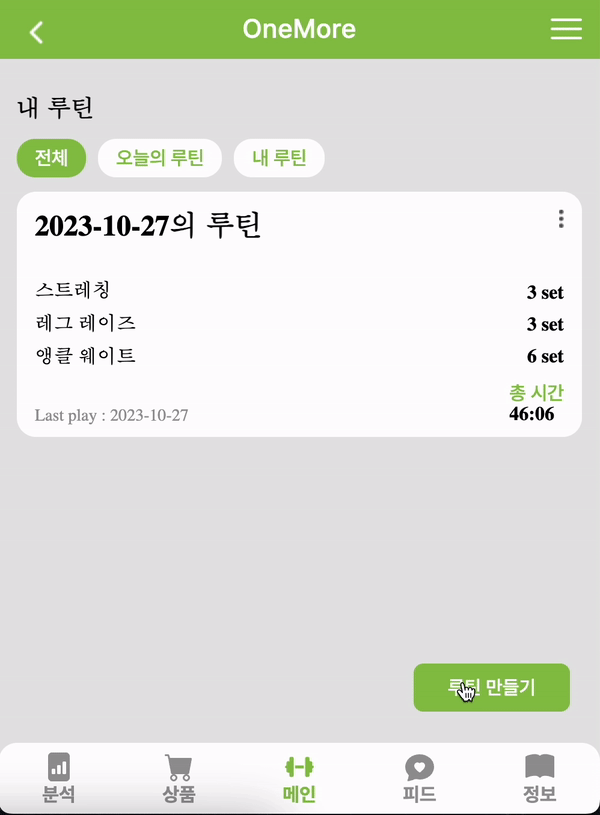 OneMore
내 루틴
전체
오늘의 루틴
내 루틴
2023-10-27의 루틴
스트레칭 3 set
레그 레이즈 3 set
앵클 웨이트 6 set
총 시간
Last play : 2023-10-27 46:06
루틴 만들기
분석 상품 메인 피드 정보